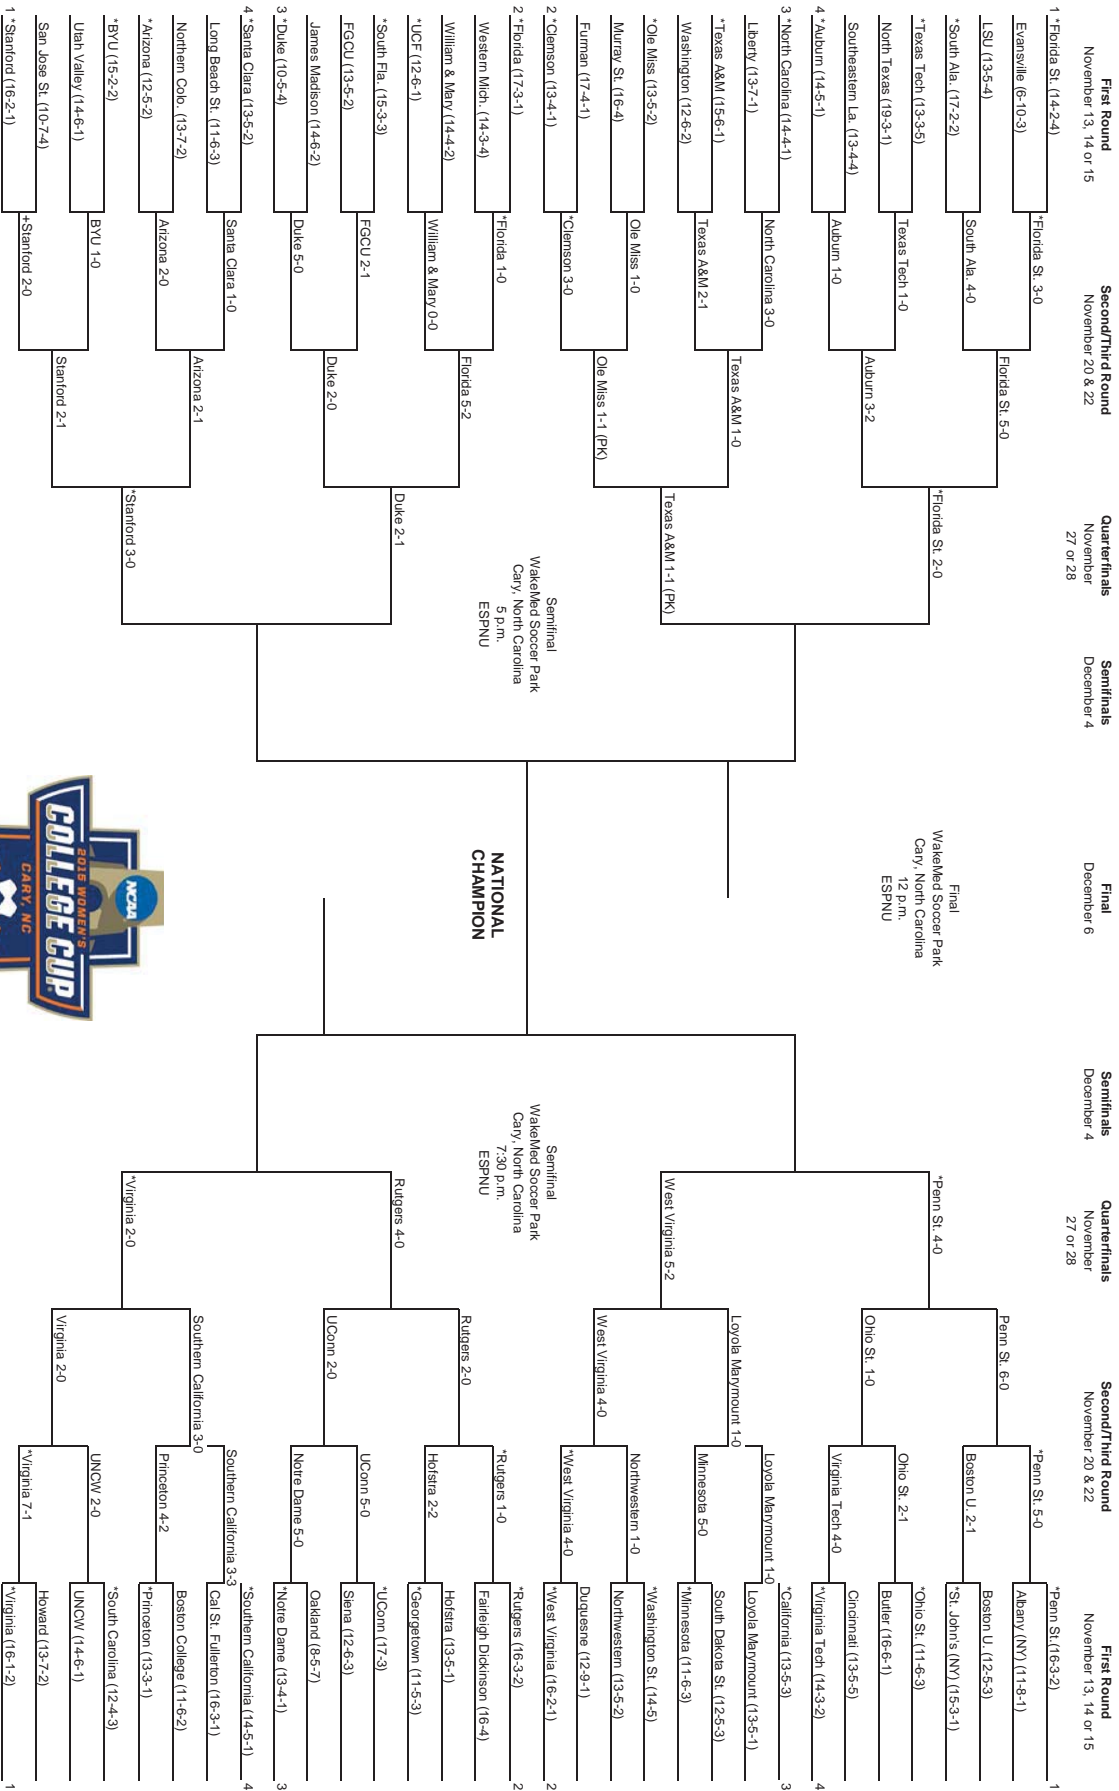 First Round
November 13, 14 or 15
Second/Third Round
November 20 & 22
Quarterfinals
November
27 or 28
Semifinals
December 4
Final
December 6
Semifinals
December 4
Quarterfinals
November
27 or 28
Second/Third Round
November 20 & 22
First Round
November 13, 14 or 15
1 *Florida St. (14-2-4)
Evansville (6-10-3)
LSU (13-5-4)
*South Ala. (17-2-2)
*Texas Tech (13-3-5)
North Texas (19-3-1)
Southeastern La. (13-4-4)
4 *Auburn (14-5-1)
3 *North Carolina (14-4-1)
Liberty (13-7-1)
*Texas A&M (15-6-1)
Washington (12-6-2)
*Ole Miss (13-5-2)
Murray St. (16-4)
Furman (17-4-1)
2 *Clemson (13-4-1)
2 *Florida (17-3-1)
Western Mich. (14-3-4)
William & Mary (14-4-2)
*UCF (12-6-1)
*South Fla. (15-3-3)
FGCU (13-5-2)
James Madison (14-6-2)
3 *Duke (10-5-4)
4 *Santa Clara (13-5-2)
Long Beach St. (11-6-3)
Northern Colo. (13-7-2)
*Arizona (12-5-2)
*BYU (15-2-2)
Utah Valley (14-6-1)
San Jose St. (10-7-4)
1 *Stanford (16-2-1)
*Florida St. 3-0
South Ala. 4-0
Texas Tech 1-0
Auburn 1-0
North Carolina 3-0
Texas A&M 2-1
Ole Miss 1-0
*Clemson 3-0
*Florida 1-0
William & Mary 0-0
FGCU 2-1
Duke 5-0
Santa Clara 1-0
Arizona 2-0
BYU 1-0
+Stanford 2-0
Florida St. 5-0
Auburn 3-2
Texas A&M 1-0
Ole Miss 1-1 (PK)
Florida 5-2
Duke 2-0
Arizona 2-1
Stanford 2-1
*Florida St. 2-0
Texas A&M 1-1 (PK)
Duke 2-1
*Stanford 3-0
Semifinal
WakeMed Soccer Park
Cary, North Carolina
5 p.m.
ESPNU
Final
WakeMed Soccer Park
Cary, North Carolina
12 p.m.
ESPNU
NATIONAL
CHAMPION
NCAA
2015 WOMEN'S
COLLEGE CUP
CARY, NC
Semifinal
WakeMed Soccer Park
Cary, North Carolina
7:30 p.m.
ESPNU
*Penn St. 4-0
West Virginia 5-2
Rutgers 4-0
*Virginia 2-0
Penn St. 6-0
Ohio St. 1-0
Loyola Marymount 1-0
West Virginia 4-0
Rutgers 2-0
UConn 2-0
Southern California 3-0
Virginia 2-0
*Penn St. 5-0
Boston U. 2-1
Ohio St. 2-1
Virginia Tech 4-0
Loyola Marymount 1-0
Minnesota 5-0
Northwestern 1-0
*West Virginia 4-0
*Rutgers 1-0
Hofstra 2-2
UConn 5-0
Notre Dame 5-0
Southern California 3-3
Princeton 4-2
UNCW 2-0
*Virginia 7-1
*Penn St.(16-3-2) 1
Albany (NY) (11-8-1)
Boston U. (12-5-3)
*St. John's (NY) (15-3-1)
*Ohio St. (11-6-3)
Butler (16-6-1)
Cincinnati (13-5-5)
*Virginia Tech (14-3-2) 4
*California (13-5-3) 3
Loyola Marymount (13-5-1)
South Dakota St. (12-5-3)
*Minnesota (11-6-3)
*Washington St. (14-5)
Northwestern (13-5-2)
Duquesne (12-9-1)
*West Virginia (16-2-1) 2
*Rutgers (16-3-2) 2
Fairleigh Dickinson (16-4)
Hofstra (13-5-1)
*Georgetown (11-5-3)
*UConn (17-3)
Siena (12-6-3)
Oakland (8-5-7)
*Notre Dame (13-4-1) 3
*Southern California (14-5-1) 4
Cal St. Fullerton (16-3-1)
Boston College (11-6-2)
*Princeton (13-3-1)
*South Carolina (12-4-3)
UNCW (14-6-1)
Howard (13-7-2)
*Virginia (16-1-2) 1